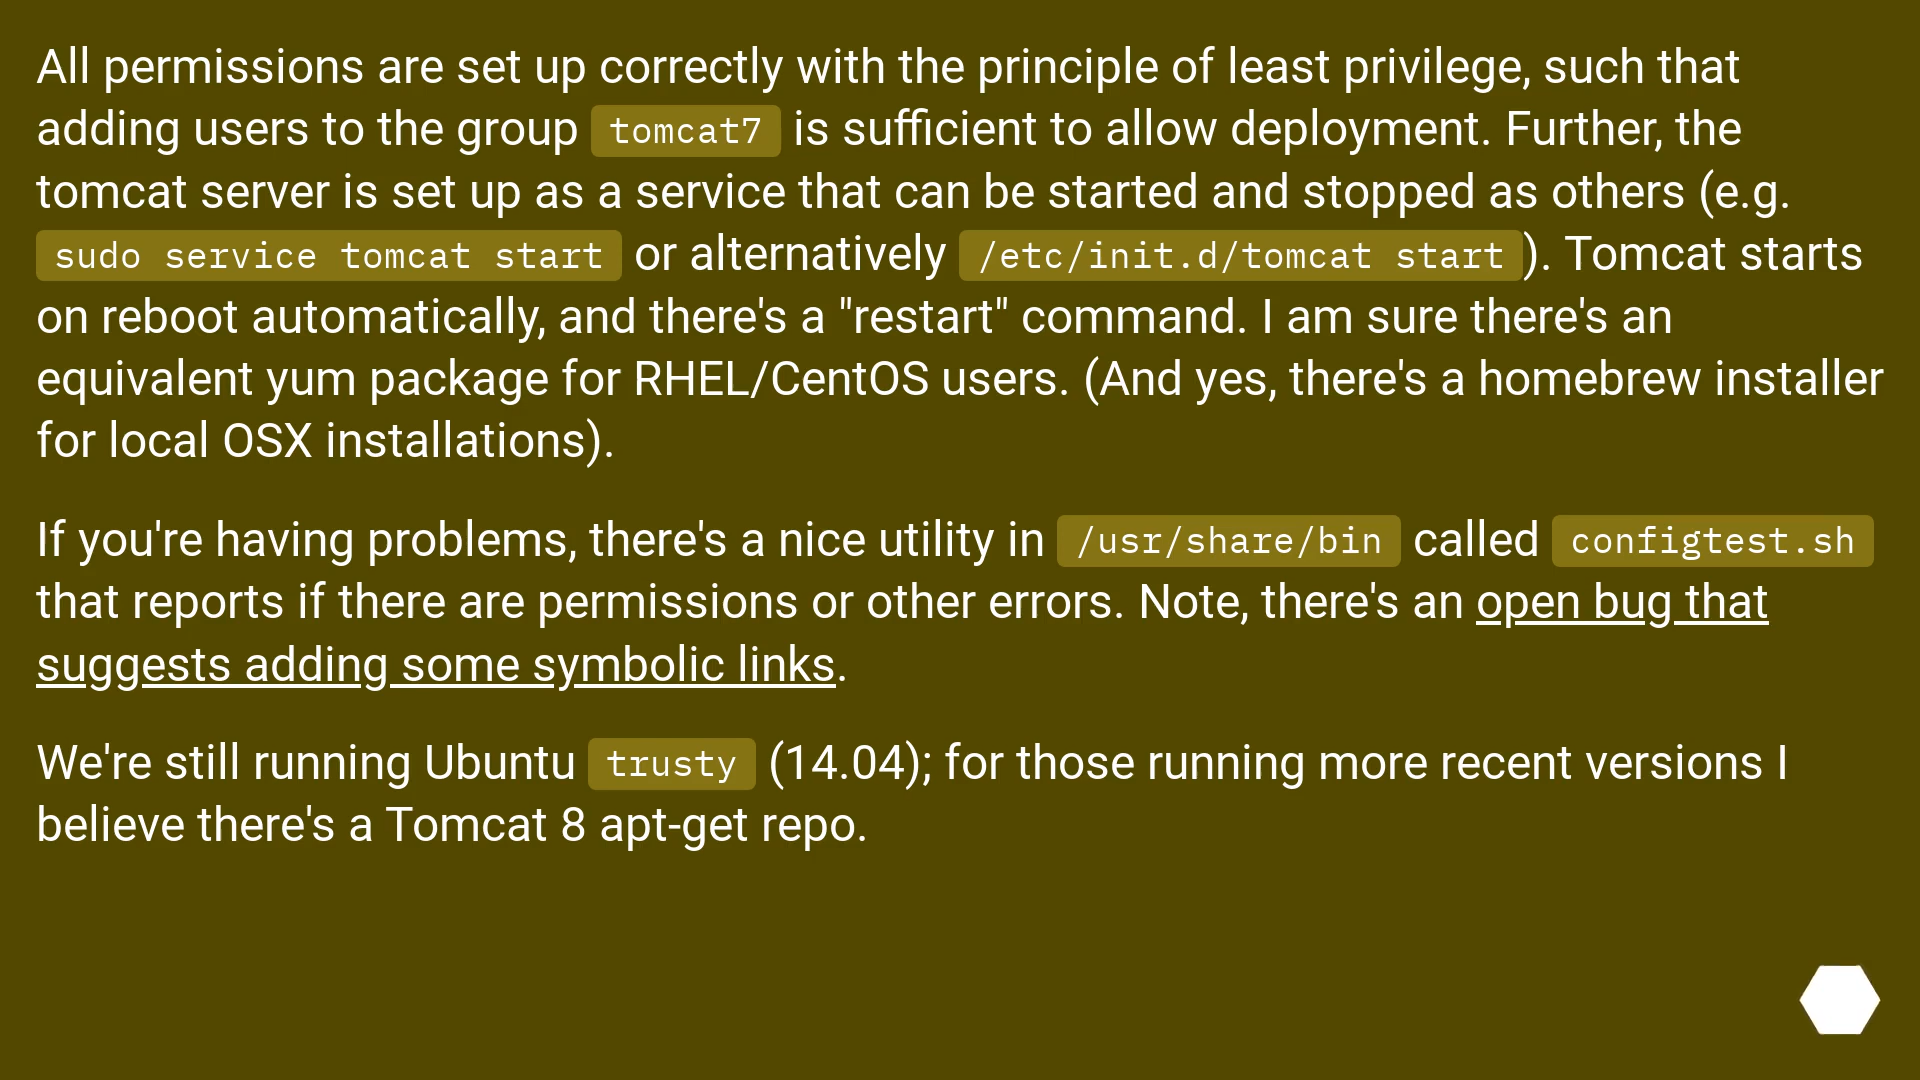 All permissions are set up correctly with the principle of least privilege, such that
adding users to the group tomcat7 is sufficient to allow deployment. Further, the
tomcat server is set up as a service that can be started and stopped as others (e.g.
sudo service tomcat start or alternatively /etc/init.d/tomcat start). Tomcat starts
on reboot automatically, and there's a "restart" command. I am sure there's an
equivalent yum package for RHEL/CentOS users. (And yes, there's a homebrew installer
for local OSX installations).
If you're having problems, there's a nice utility in /usr/share/bin called configtest.sh
that reports if there are permissions or other errors. Note, there's an open bug that
suggests adding some symbolic links.
We're still running Ubuntu trusty (14.04); for those running more recent versions I
believe there's a Tomcat 8 apt-get repo.